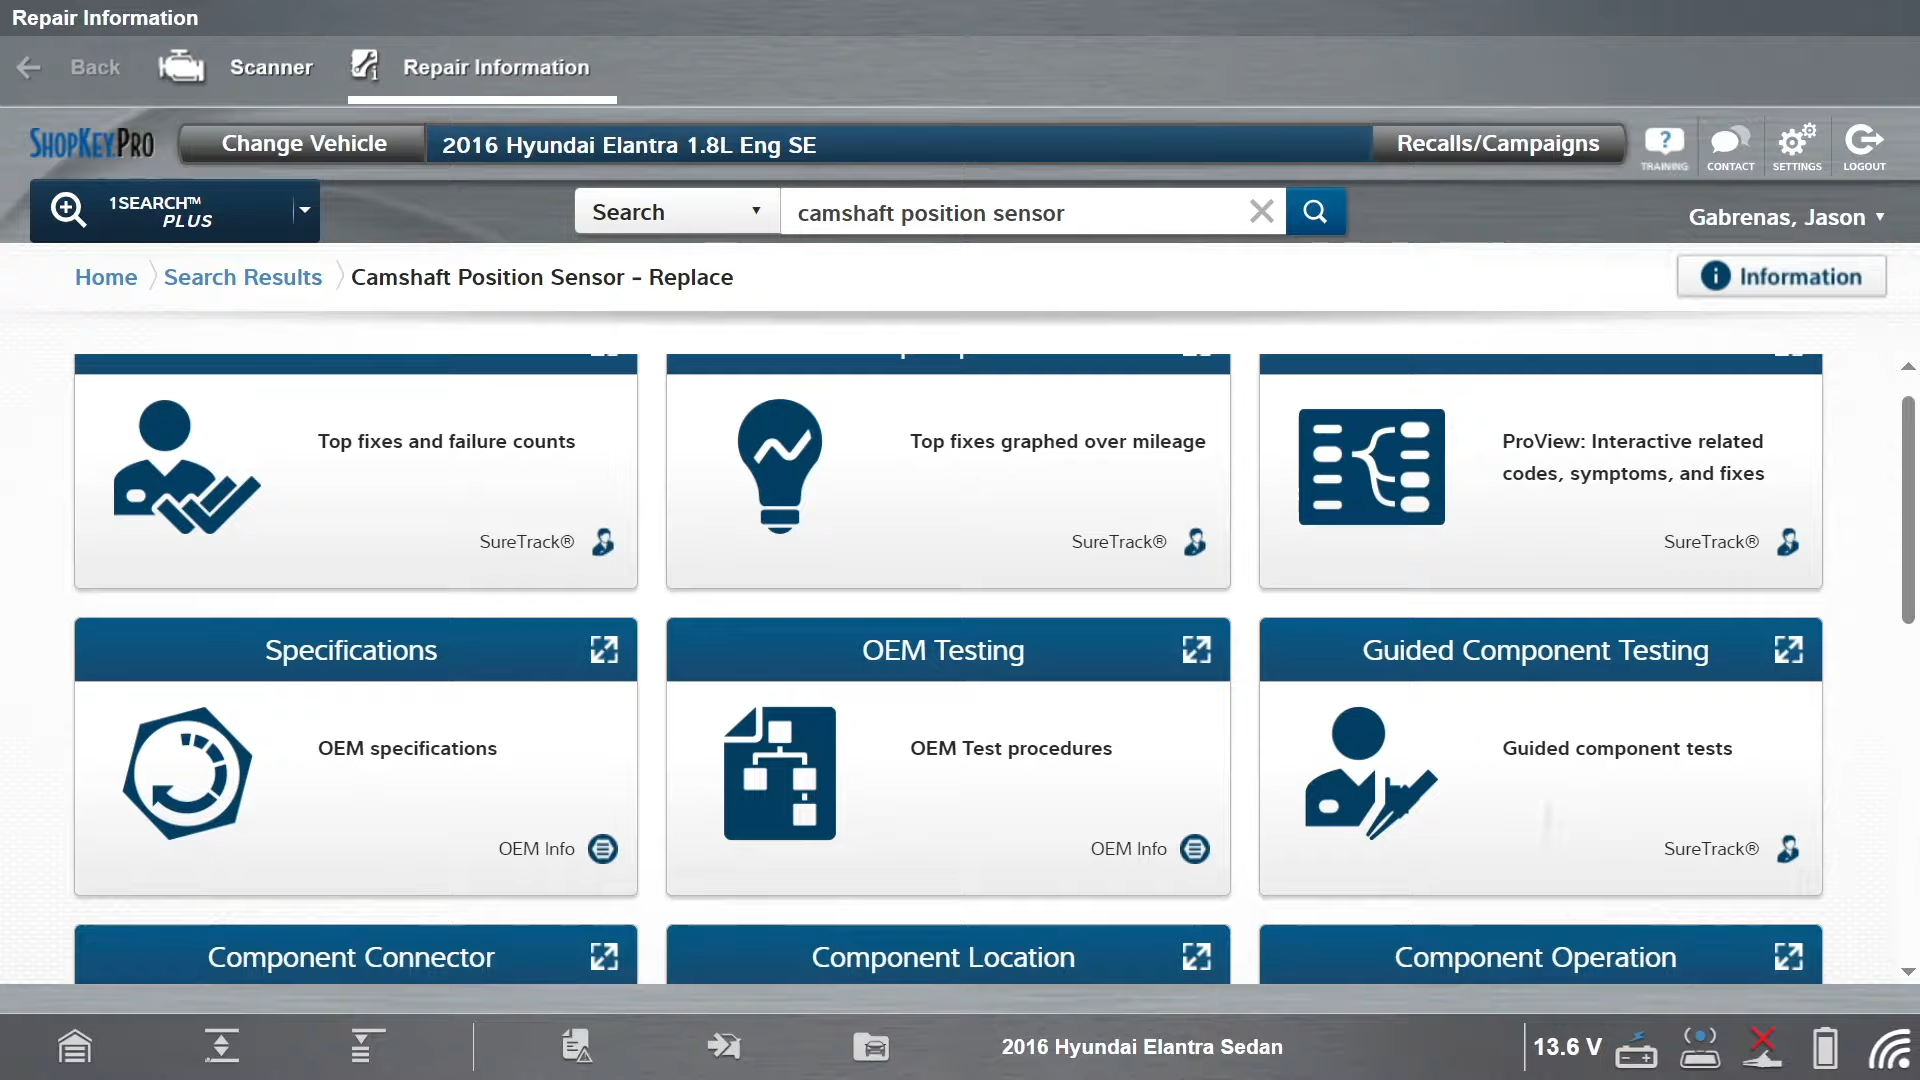 Repair Information
Back
Scanner
Repair Information
SHOPKEY.PRO
Change Vehicle
2016 Hyundai Elantra 1.8L Eng SE
Recalls/Campaigns
?
TRAINING
CONTACT
SETTINGS
LOGOUT
1SEARCH™
PLUS
Search
camshaft position sensor
Gabrenas, Jason
Home
Search Results
Camshaft Position Sensor - Replace
i Information
Top fixes and failure counts
SureTrack®
Top fixes graphed over mileage
SureTrack®
ProView: Interactive related
codes, symptoms, and fixes
SureTrack®
Specifications
OEM specifications
OEM Info
OEM Testing
OEM Test procedures
OEM Info
Guided Component Testing
Guided component tests
SureTrack®
Component Connector
Component Location
Component Operation
2016 Hyundai Elantra Sedan
13.6 V